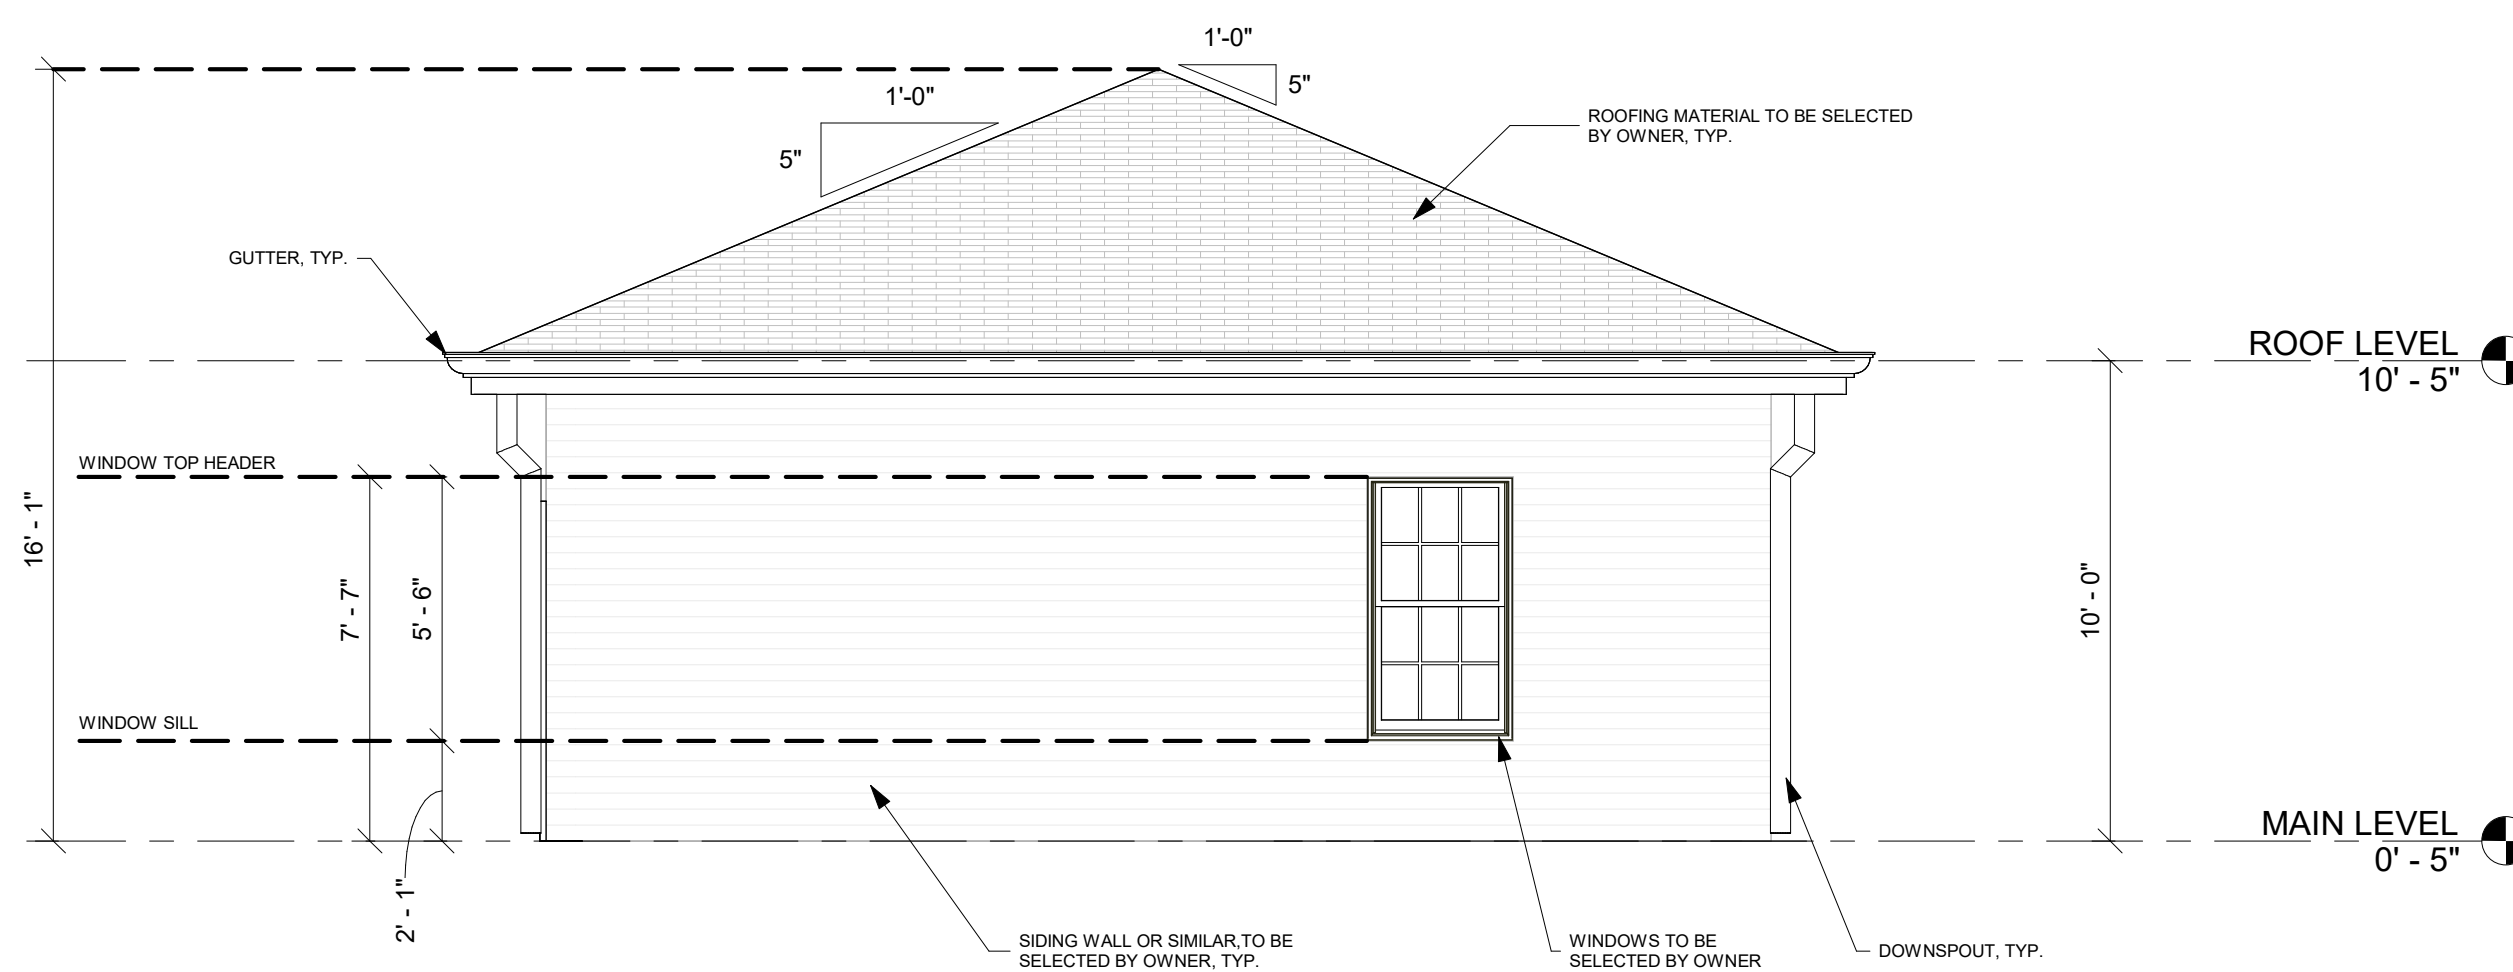 1'-0"
5"
1'-0"
5"
ROOFING MATERIAL TO BE SELECTED
BY OWNER, TYP.
GUTTER, TYP.
ROOF LEVEL
10' - 5"
WINDOW TOP HEADER
16' - 1"
7' - 7"
5' - 6"
10' - 0"
WINDOW SILL
MAIN LEVEL
0' - 5"
2' - 1"
SIDING WALL OR SIMILAR,TO BE
SELECTED BY OWNER, TYP.
WINDOWS TO BE
SELECTED BY OWNER
DOWNSPOUT, TYP.